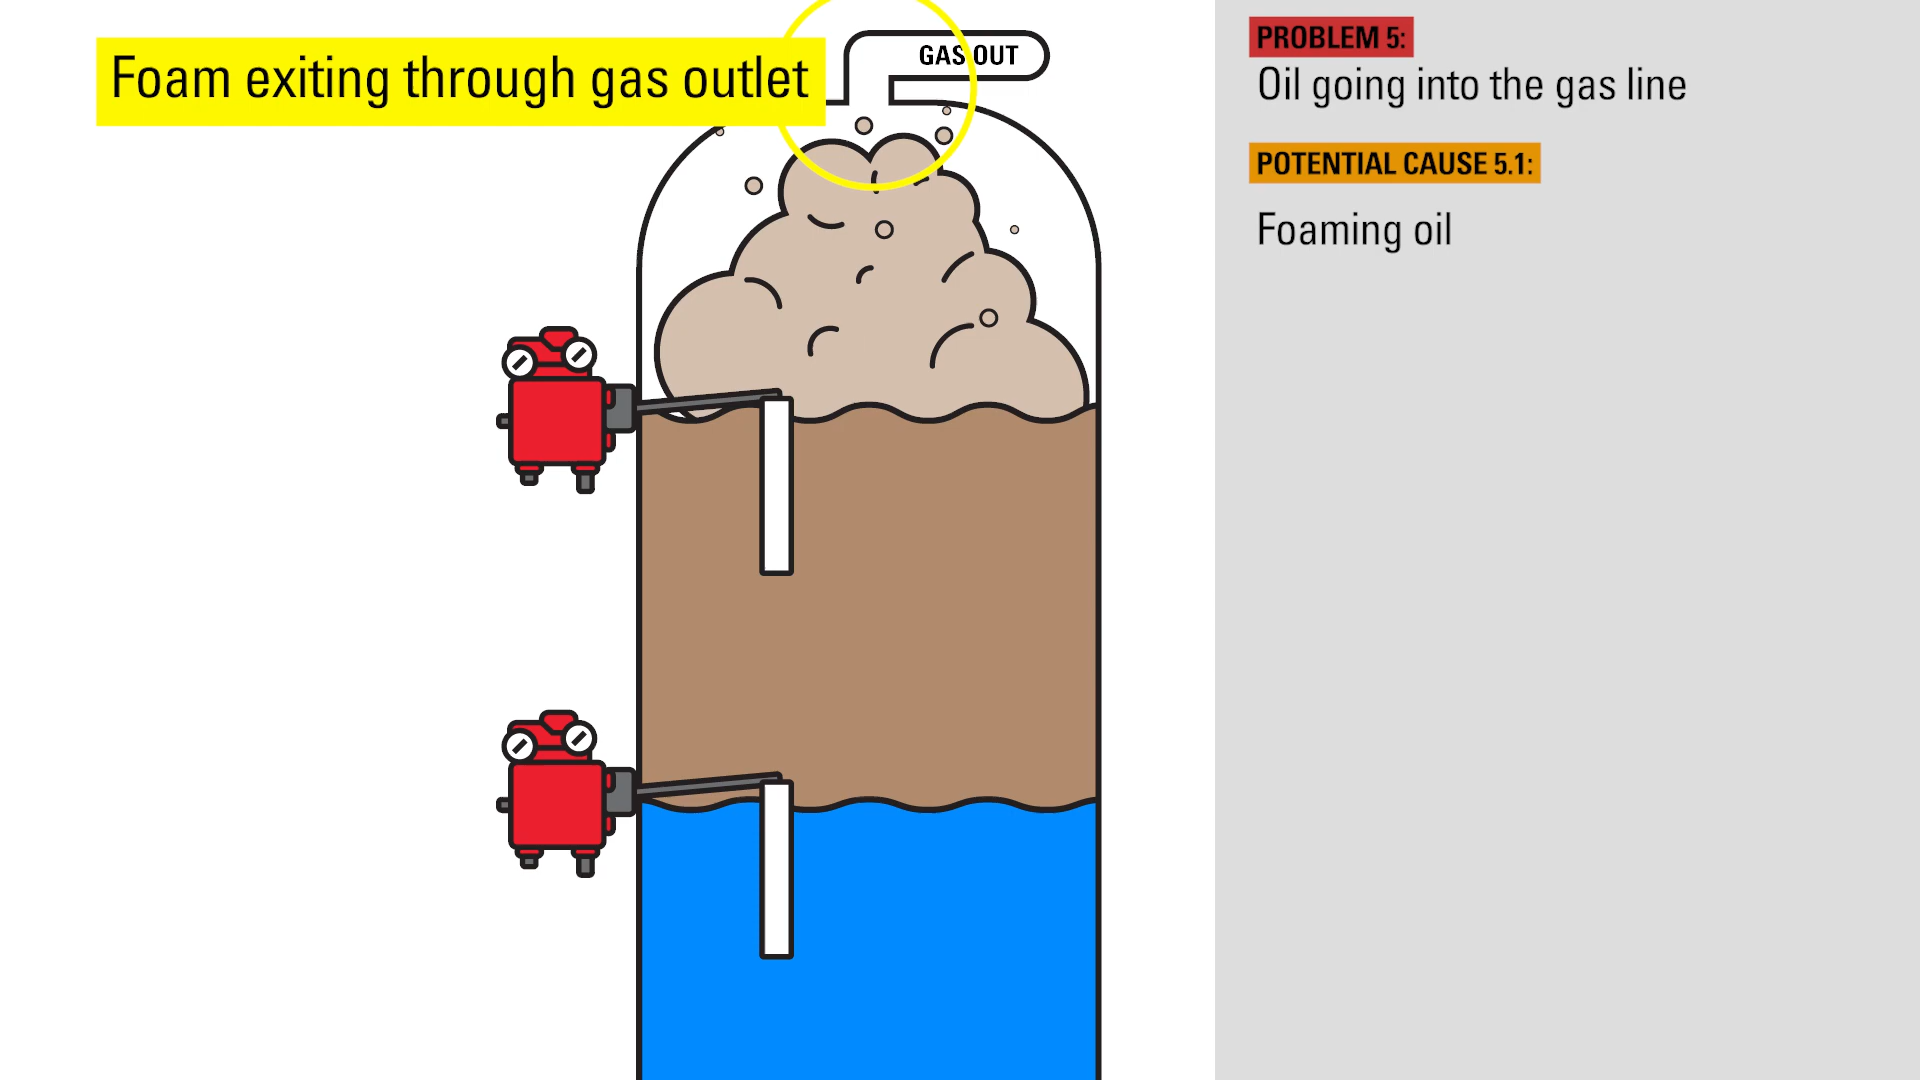 Foam exiting through gas outlet
GAS OUT
PROBLEM 5:
Oil going into the gas line
POTENTIAL CAUSE 5.1:
Foaming oil